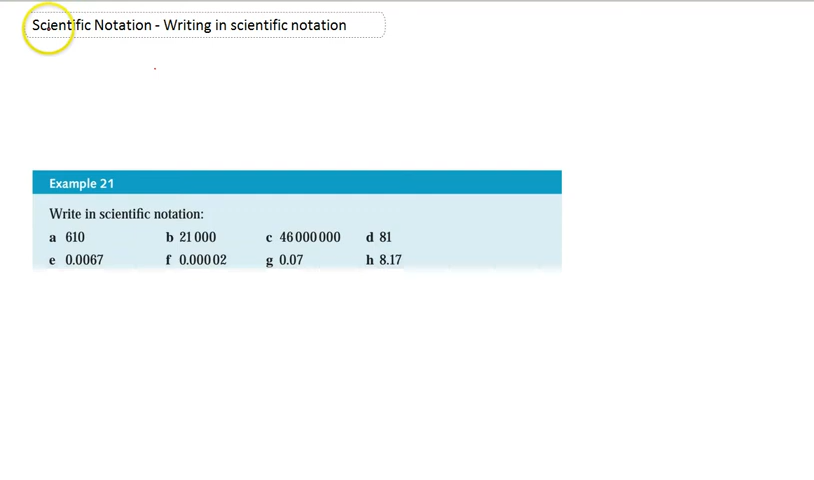 Scientific Notation - Writing in scientific notation
Example 21
Write in scientific notation:
a 610 b 21 000 c 46 000 000 d 81
e 0.0067 f 0.000 02 g 0.07 h 8.17